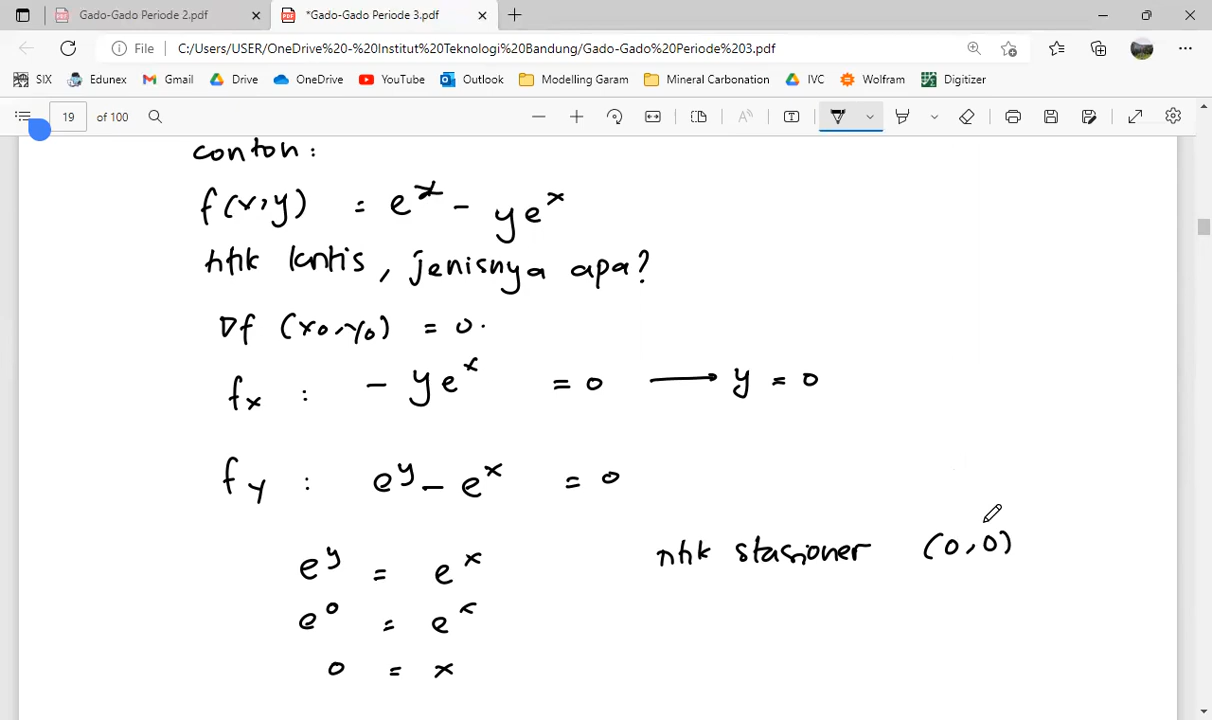 Gado-Gado Periode 2.pdf
*Gado-Gado Periode 3.pdf
File
C:/Users/USER/OneDrive%20-%20Institut%20Teknologi%20Bandung/Gado-Gado%20Periode%203.pdf
SIX Edunex Gmail Drive OneDrive YouTube Outlook Modelling Garam Mineral Carbonation IVC Wolfram Digitizer
19 of 100
contoh:
f(x,y) = e^x - ye^x
titik kritis, jenisnya apa?
∇f (x0,y0) = 0.
fx : - ye^x = 0 → y = 0
fy : e^y - e^x = 0
e^y = e^x
titik stasioner (0,0)
e^0 = e^x
0 = x